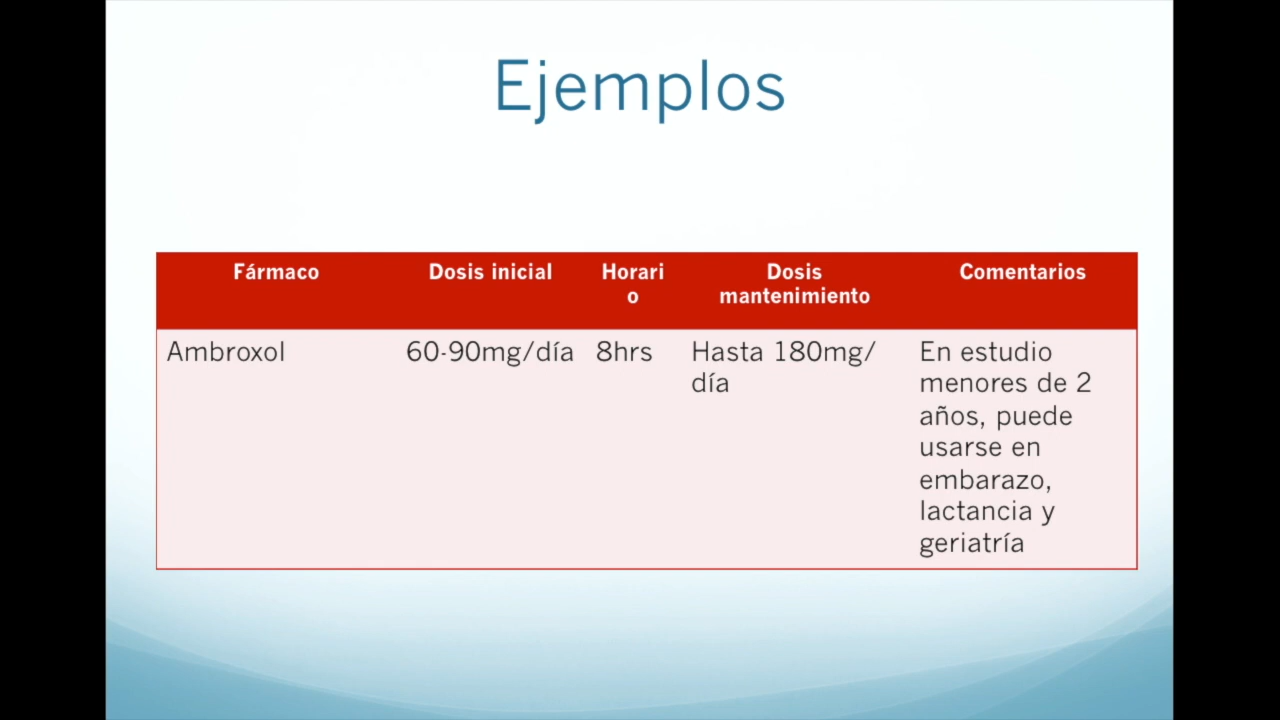 Ejemplos
Fármaco
Dosis inicial
Horari
o
Dosis
mantenimiento
Comentarios
Ambroxol
60-90mg/día
8hrs
Hasta 180mg/
día
En estudio
menores de 2
años, puede
usarse en
embarazo,
lactancia y
geriatría